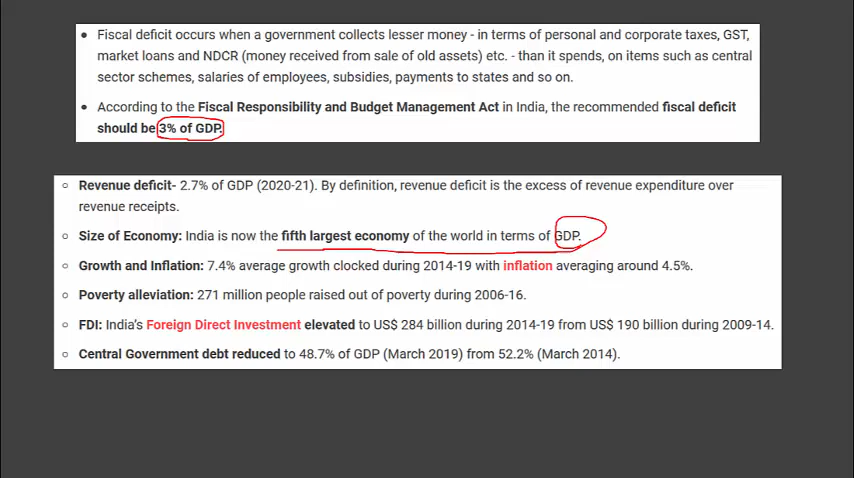 Fiscal deficit occurs when a government collects lesser money - in terms of personal and corporate taxes, GST,
market loans and NDCR (money received from sale of old assets) etc. - than it spends, on items such as central
sector schemes, salaries of employees, subsidies, payments to states and so on.
According to the Fiscal Responsibility and Budget Management Act in India, the recommended fiscal deficit
should be 3% of GDP.
Revenue deficit- 2.7% of GDP (2020-21). By definition, revenue deficit is the excess of revenue expenditure over
revenue receipts.
Size of Economy: India is now the fifth largest economy of the world in terms of GDP.
Growth and Inflation: 7.4% average growth clocked during 2014-19 with inflation averaging around 4.5%.
Poverty alleviation: 271 million people raised out of poverty during 2006-16.
FDI: India's Foreign Direct Investment elevated to US$ 284 billion during 2014-19 from US$ 190 billion during 2009-14.
Central Government debt reduced to 48.7% of GDP (March 2019) from 52.2% (March 2014).